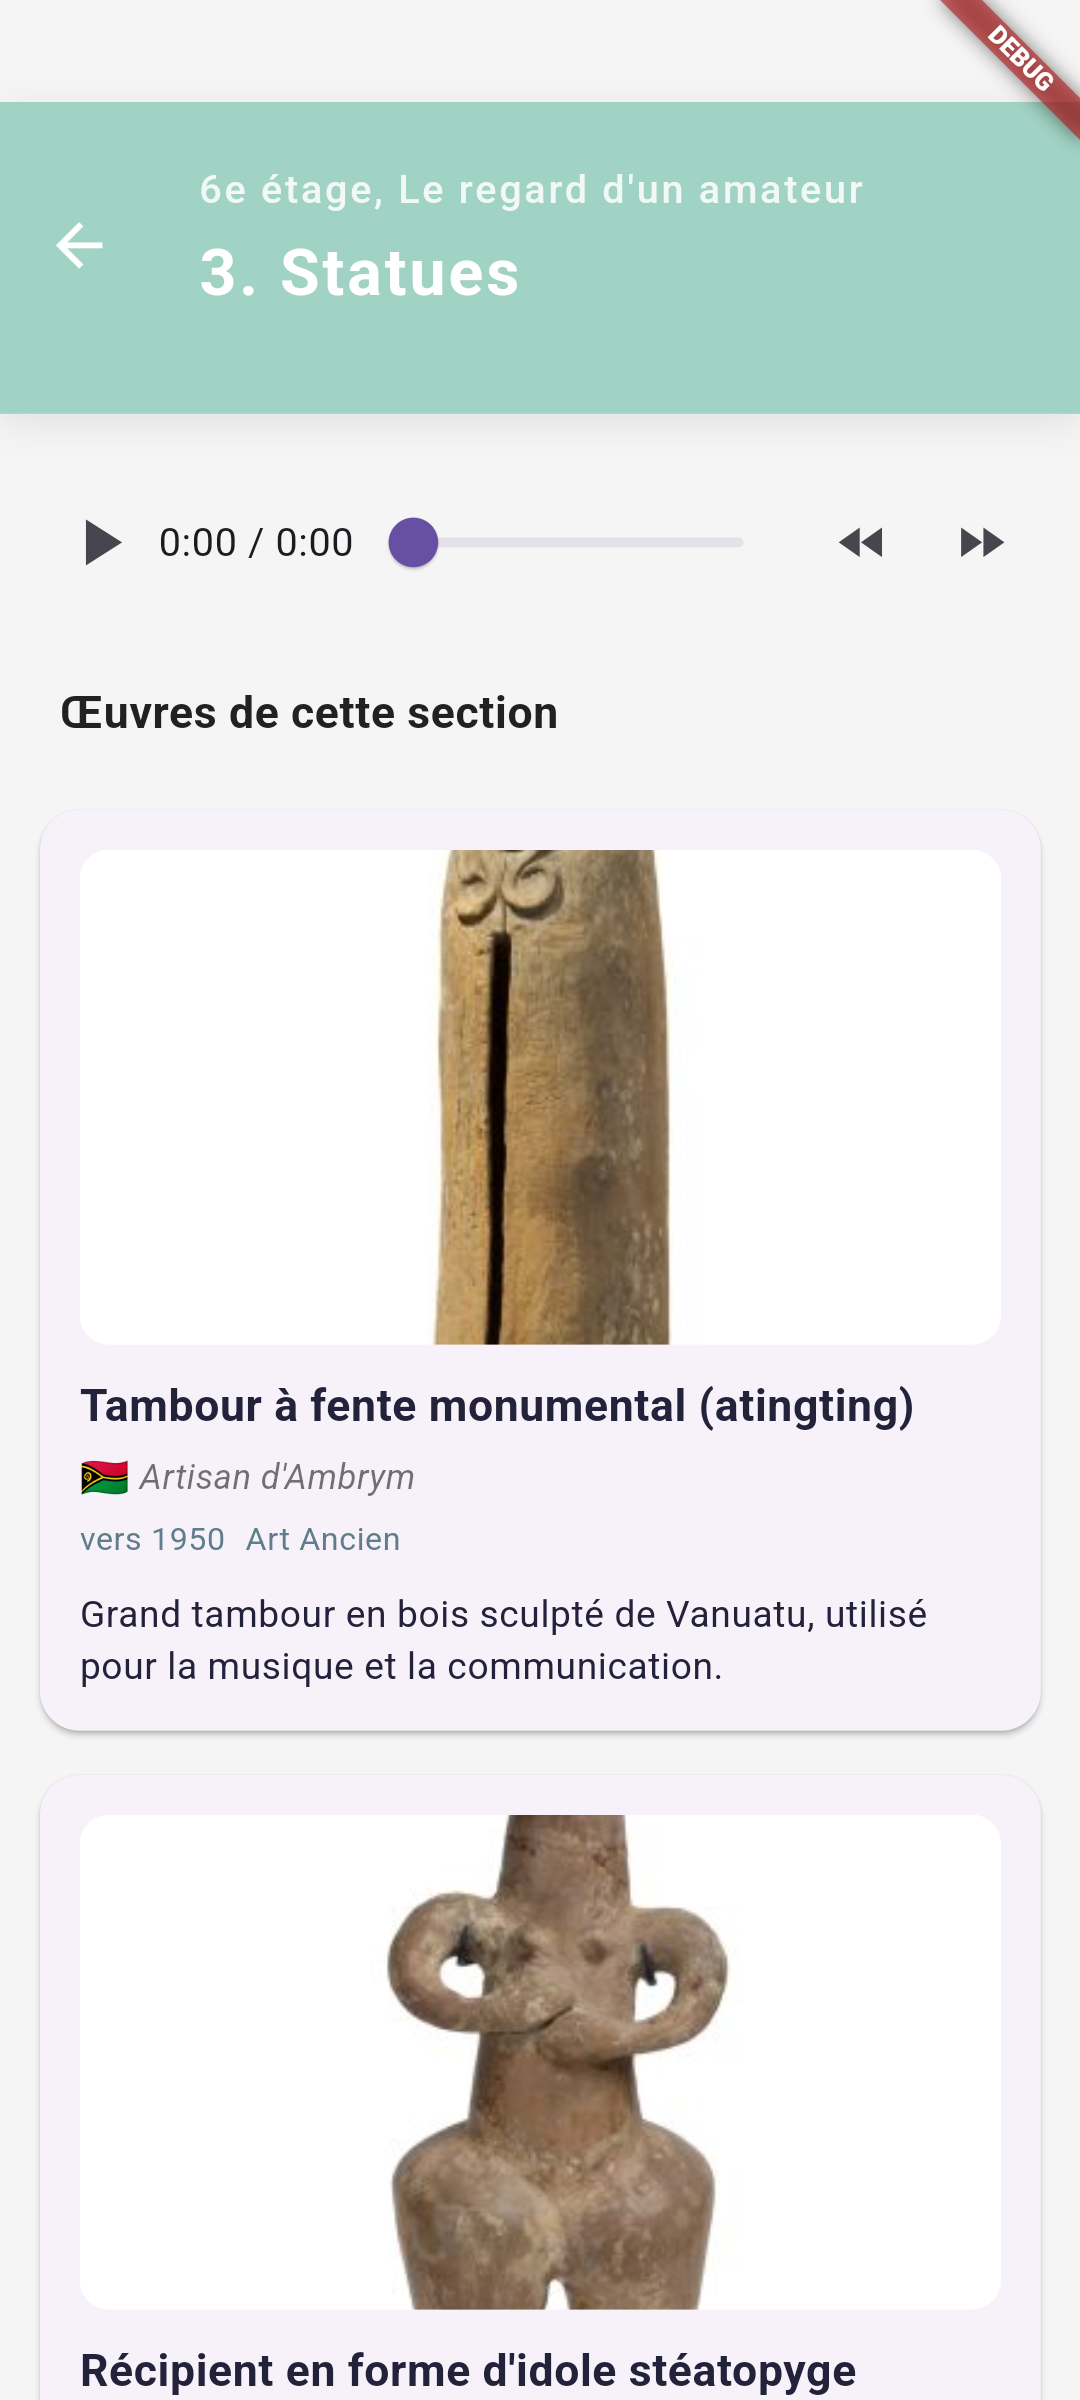 DEBUG
6e étage, Le regard d'un amateur
3. Statues
0:00 / 0:00
Œuvres de cette section
Tambour à fente monumental (atingting)
Artisan d'Ambrym
vers 1950 Art Ancien
Grand tambour en bois sculpté de Vanuatu, utilisé
pour la musique et la communication.
Récipient en forme d'idole stéatopyge